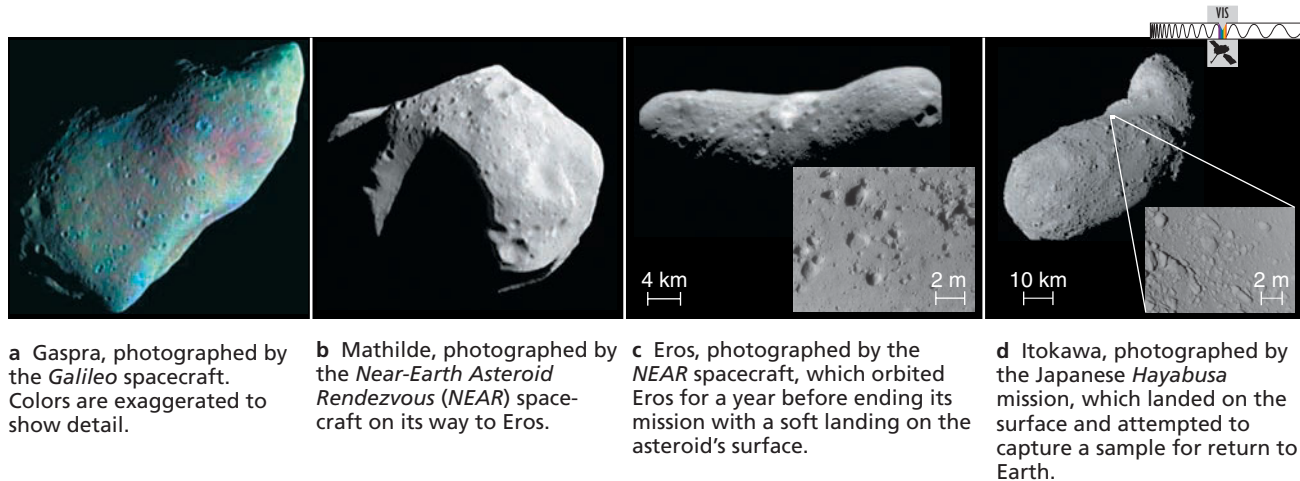 VIS
4 km
2 m
10 km
2 m
a Gaspra, photographed by
the Galileo spacecraft.
Colors are exaggerated to
show detail.
b Mathilde, photographed by
the Near-Earth Asteroid
Rendezvous (NEAR) space-
craft on its way to Eros.
c Eros, photographed by the
NEAR spacecraft, which orbited
Eros for a year before ending its
mission with a soft landing on the
asteroid's surface.
d Itokawa, photographed by
the Japanese Hayabusa
mission, which landed on the
surface and attempted to
capture a sample for return to
Earth.